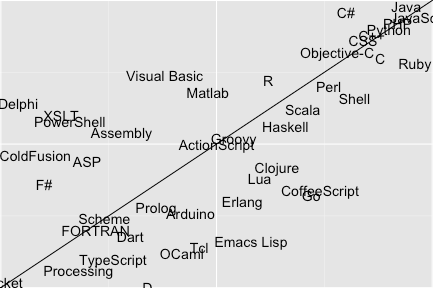 Java
C#
JavaSc
PHP
Python
C++
CSS
Objective-C
C
Ruby
Visual Basic
R
Perl
Matlab
Shell
Delphi
Scala
XSLT
PowerShell
Haskell
Assembly
Groovy
ActionScript
ColdFusion
ASP
Clojure
Lua
F#
CoffeeScript
Go
Erlang
Prolog
Arduino
Scheme
FORTRAN
Dart
Emacs Lisp
Tcl
OCaml
TypeScript
Processing
cket
D